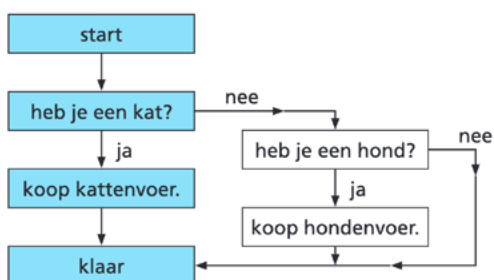 start
heb je een kat?
nee
ja
koop kattenvoer.
heb je een hond?
nee
ja
koop hondenvoer.
klaar